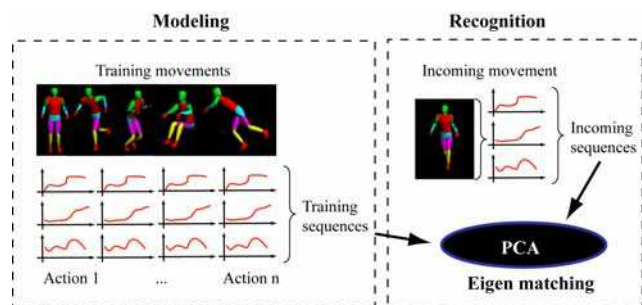 Modeling
Recognition
Training movements
Incoming movement
Incoming
sequences
Training
sequences
PCA
Action 1 ... Action n
Eigen matching